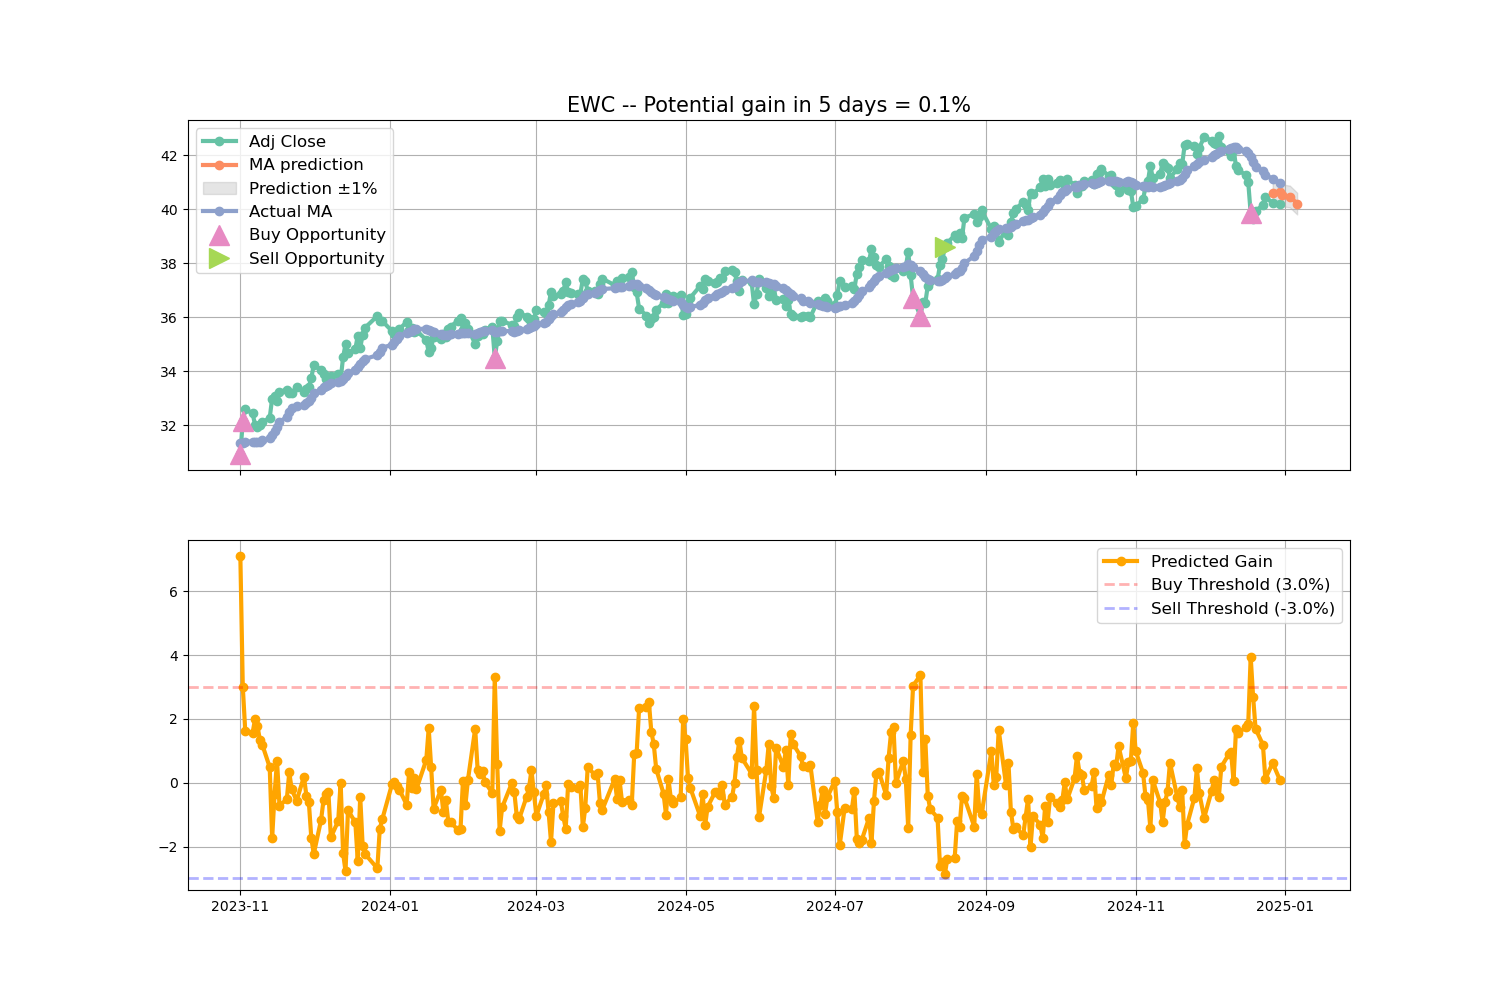 EWC -- Potential gain in 5 days = 0.1%
Adj Close
MA prediction
Prediction ±1%
Actual MA
Buy Opportunity
Sell Opportunity
42
40
38
36
34
32
Predicted Gain
Buy Threshold (3.0%)
Sell Threshold (-3.0%)
6
4
2
0
−2
2023-11
2024-01
2024-03
2024-05
2024-07
2024-09
2024-11
2025-01